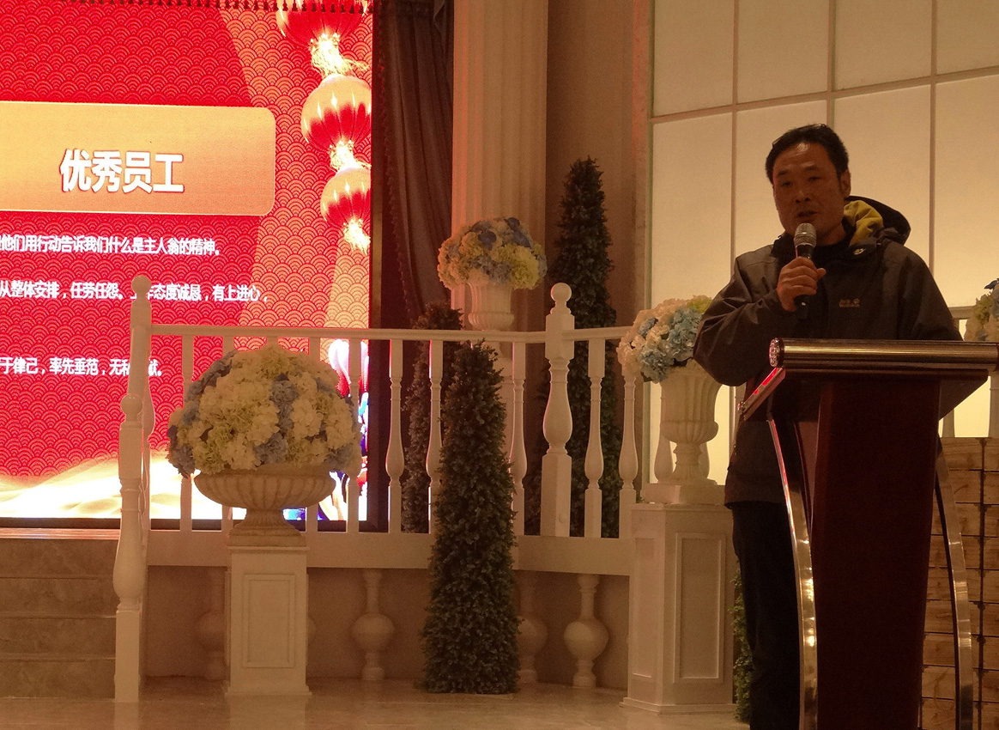 优秀员工
他们用行动告诉我们什么是主人翁的精神。
从整体安排，任劳任怨。工作态度诚恳，有上进心，
于律己，率先垂范，无私